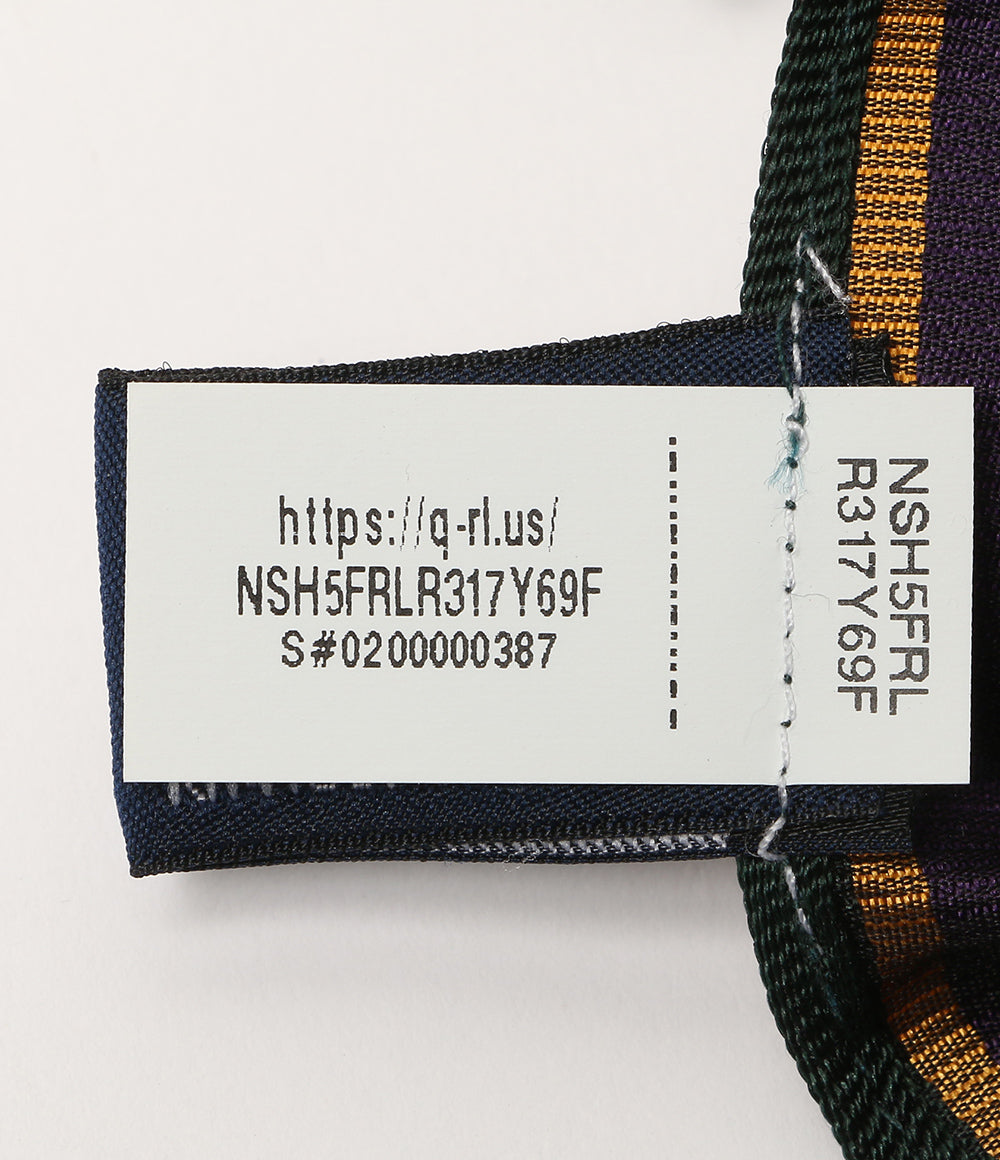 https://q-rl.us/
NSH5FRLR317Y69F
S#0200000387
NSH5FRL
R317Y69F